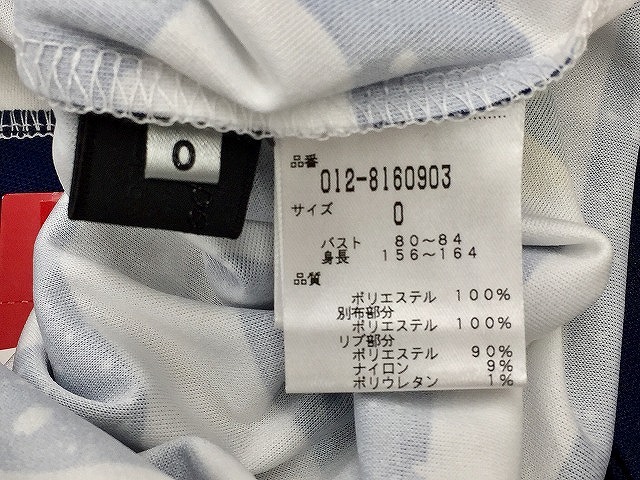 0
品番
012-8160903
サイズ 0
バスト 80～84
身長 156～164
品質
ポリエステル 100%
別布部分
ポリエステル 100%
リブ部分
ポリエステル 90%
ナイロン 9%
ポリウレタン 1%